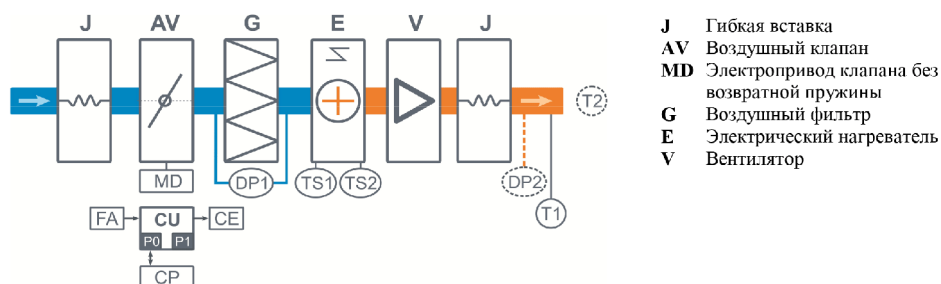 J AV G E V J
T2
MD DP1 TS1 TS2 DP2
T1
FA CU CE
P0 P1
CP
J Гибкая вставка
AV Воздушный клапан
MD Электропривод клапана без
возвратной пружины
G Воздушный фильтр
E Электрический нагреватель
V Вентилятор